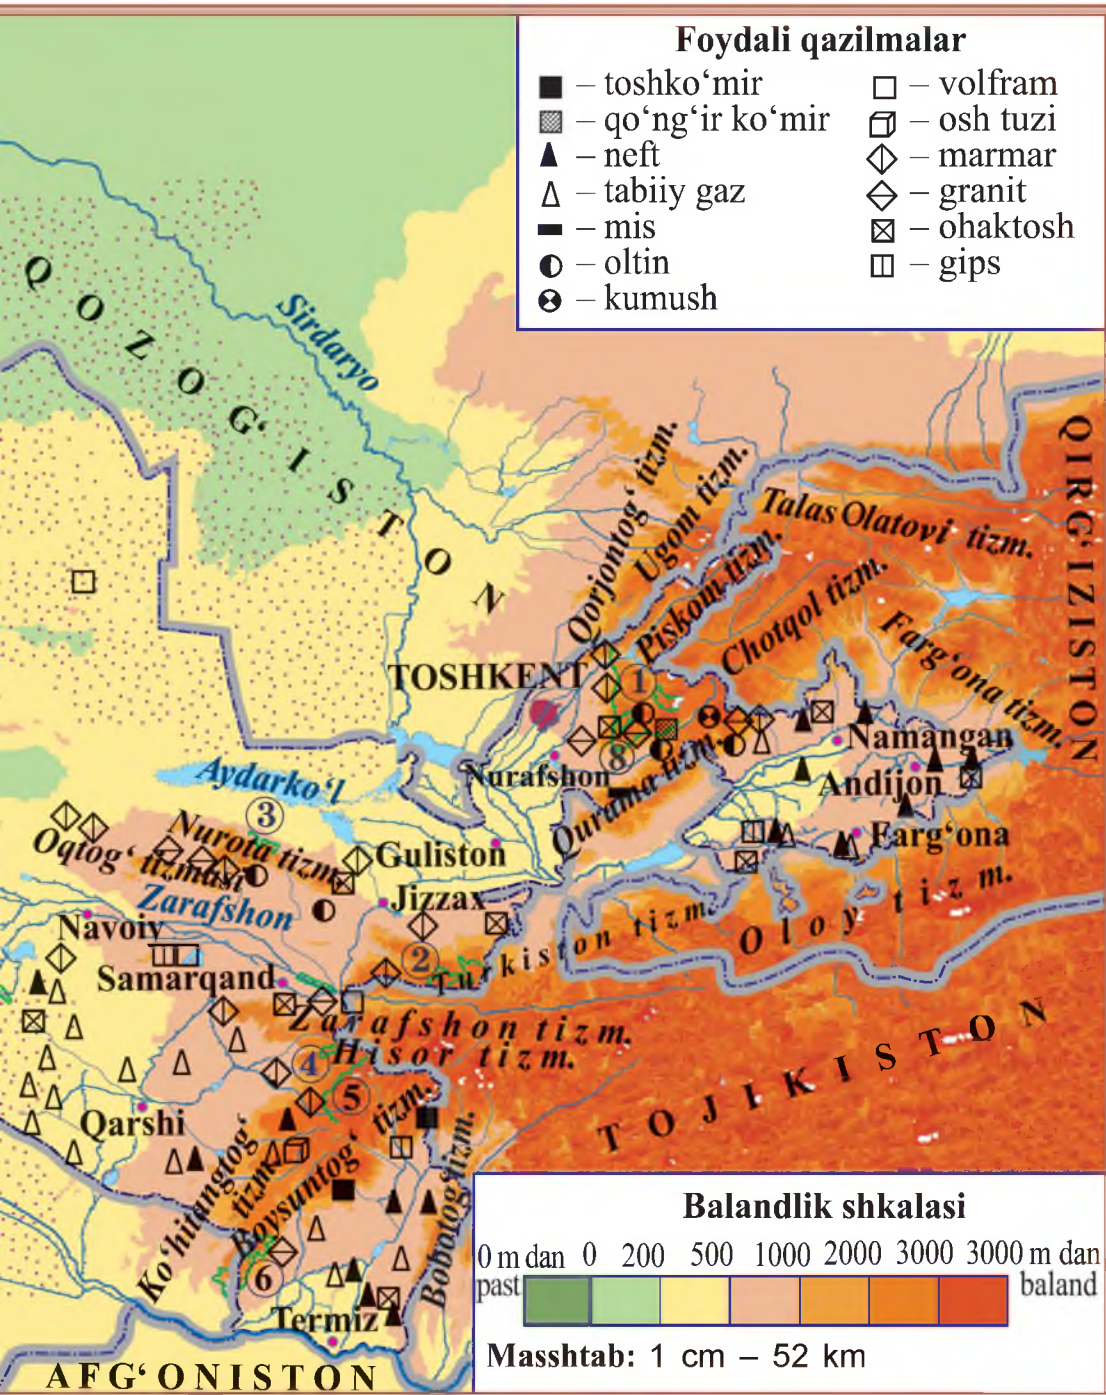 Foydali qazilmalar
– toshko‘mir
– qo‘ng‘ir ko‘mir
– neft
– tabiiy gaz
– mis
– oltin
– kumush
– volfram
– osh tuzi
– marmar
– granit
– ohaktosh
– gips
QOZOG‘ISTON
Sirdaryo
QIRG‘IZISTON
Qorjontog‘ tizm.
Ugom tizm.
Talas Olatovi tizm.
Piskom tizm.
Chotqol tizm.
Farg‘ona tizm.
TOSHKENT
1
Namangan
Nurafshon
8
Qurama tizm.
Andijon
Aydarko‘l
3
Nurota tizm.
Oqtog‘ tizmasi
Guliston
Farg‘ona
Zarafshon
Jizzax
Navoiy
2
Turkiston tizm.
Oloy tizm.
Samarqand
Zarafshon tizm.
Hisor tizm.
4
5
TOJIKISTON
Qarshi
Ko‘hitangtog‘
tizm.
Boysuntog‘ tizm.
Bobotog‘ tizm.
6
Termiz
AFG‘ONISTON
Balandlik shkalasi
0 m dan 0 200 500 1000 2000 3000 3000 m dan
past baland
Masshtab: 1 cm – 52 km